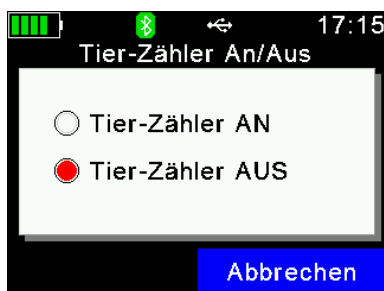 17:15
Tier-Zähler An/Aus
Tier-Zähler AN
Tier-Zähler AUS
Abbrechen